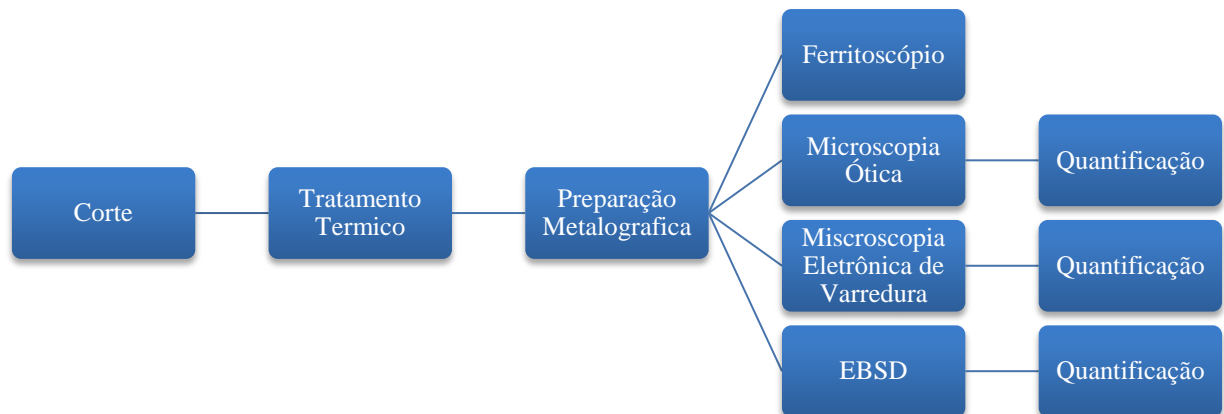 Corte
Tratamento
Termico
Preparação
Metalografica
Ferritoscópio
Microscopia
Ótica
Quantificação
Miscroscopia
Eletrônica de
Varredura
Quantificação
EBSD
Quantificação